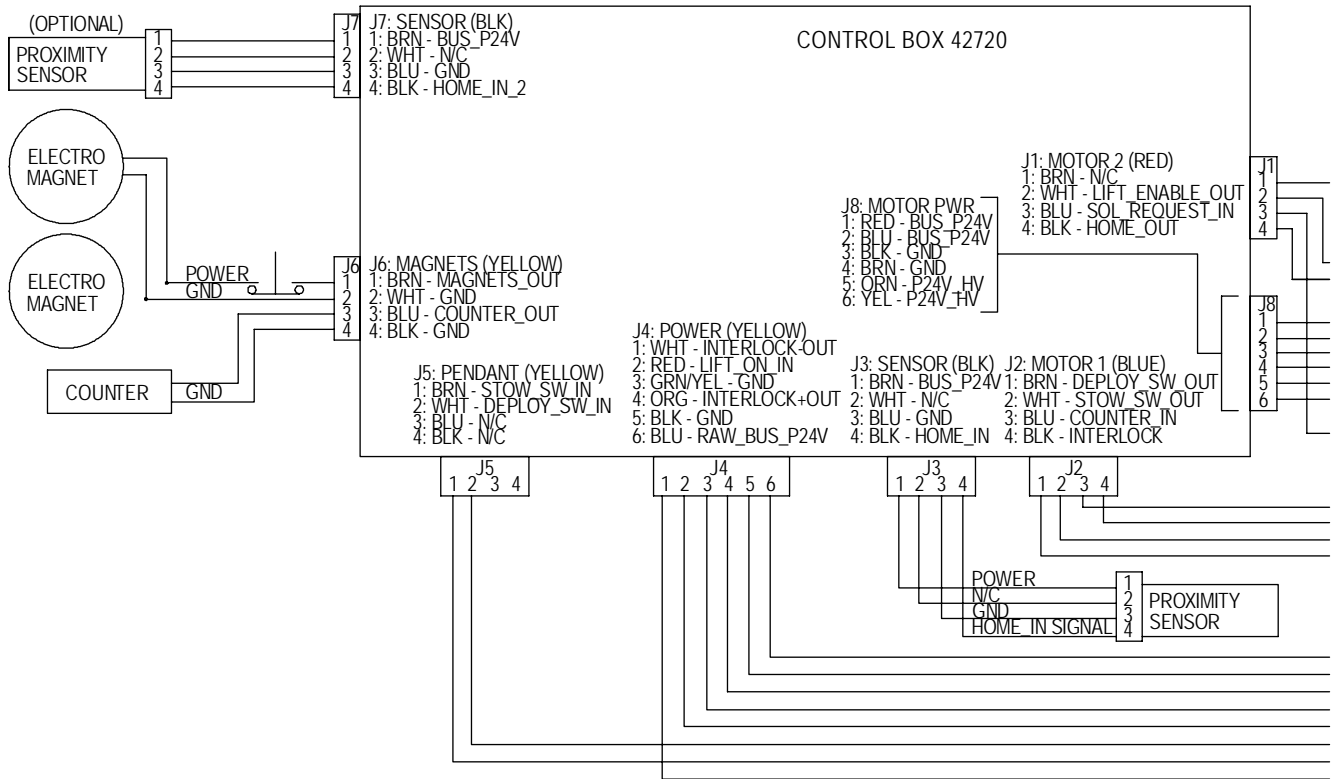 (OPTIONAL)
PROXIMITY
SENSOR
1
2
3
4
J7
1
2
3
4
J7: SENSOR (BLK)
1: BRN - BUS_P24V
2: WHT - N/C
3: BLU - GND
4: BLK - HOME_IN_2
CONTROL BOX 42720
ELECTRO
MAGNET
ELECTRO
MAGNET
POWER
GND
J6
1
2
3
4
J6: MAGNETS (YELLOW)
1: BRN - MAGNETS_OUT
2: WHT - GND
3: BLU - COUNTER_OUT
4: BLK - GND
COUNTER
GND
J1: MOTOR 2 (RED)
1: BRN - N/C
2: WHT - LIFT_ENABLE_OUT
3: BLU - SOL_REQUEST_IN
4: BLK - HOME_OUT
J1
1
2
3
4
J8: MOTOR PWR
1: RED - BUS_P24V
2: BLU - BUS_P24V
3: BLK - GND
4: BRN - GND
5: ORN - P24V_HV
6: YEL - P24V_HV
J8
1
2
3
4
5
6
J5: PENDANT (YELLOW)
1: BRN - STOW_SW_IN
2: WHT - DEPLOY_SW_IN
3: BLU - N/C
4: BLK - N/C
J4: POWER (YELLOW)
1: WHT - INTERLOCK-OUT
2: RED - LIFT_ON_IN
3: GRN/YEL - GND
4: ORG - INTERLOCK+OUT
5: BLK - GND
6: BLU - RAW_BUS_P24V
J3: SENSOR (BLK)
1: BRN - BUS_P24V
2: WHT - N/C
3: BLU - GND
4: BLK - HOME_IN
J2: MOTOR 1 (BLUE)
1: BRN - DEPLOY_SW_OUT
2: WHT - STOW_SW_OUT
3: BLU - COUNTER_IN
4: BLK - INTERLOCK
J5
1 2 3 4
J4
1 2 3 4 5 6
J3
1 2 3 4
J2
1 2 3 4
POWER
N/C
GND
HOME_IN SIGNAL
1
2
3
4
PROXIMITY
SENSOR